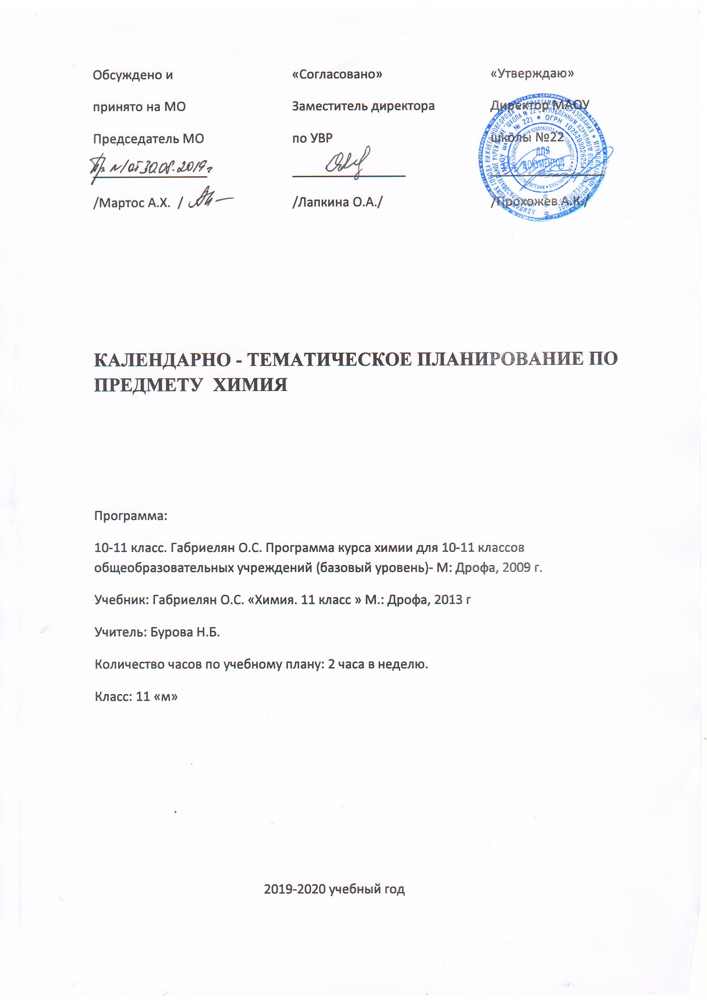 Обсуждено и
принято на МО
Председатель МО
Пр. №1 от 30.08.2019 г
/Мартос А.Х. /
«Согласовано»
Заместитель директора
по УВР
/Лапкина О.А./
«Утверждаю»
Директор МАОУ
школы №22
/Прохожев А.К./
ДЛЯ
ДОКУМЕНТОВ
КАЛЕНДАРНО - ТЕМАТИЧЕСКОЕ ПЛАНИРОВАНИЕ ПО
ПРЕДМЕТУ ХИМИЯ
Программа:
10-11 класс. Габриелян О.С. Программа курса химии для 10-11 классов
общеобразовательных учреждений (базовый уровень)- М: Дрофа, 2009 г.
Учебник: Габриелян О.С. «Химия. 11 класс » М.: Дрофа, 2013 г
Учитель: Бурова Н.Б.
Количество часов по учебному плану: 2 часа в неделю.
Класс: 11 «м»
2019-2020 учебный год